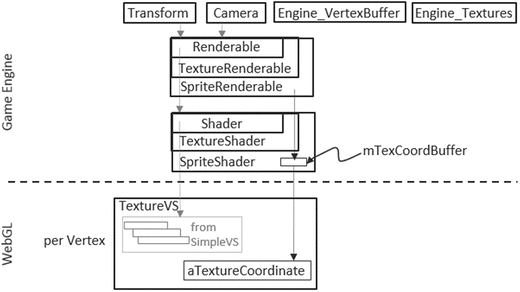 Transform
Camera
Engine_VertexBuffer
Engine_Textures
Game Engine
Renderable
TextureRenderable
SpriteRenderable
Shader
TextureShader
SpriteShader
mTexCoordBuffer
WebGL
TextureVS
per Vertex
from
SimpleVS
aTextureCoordinate